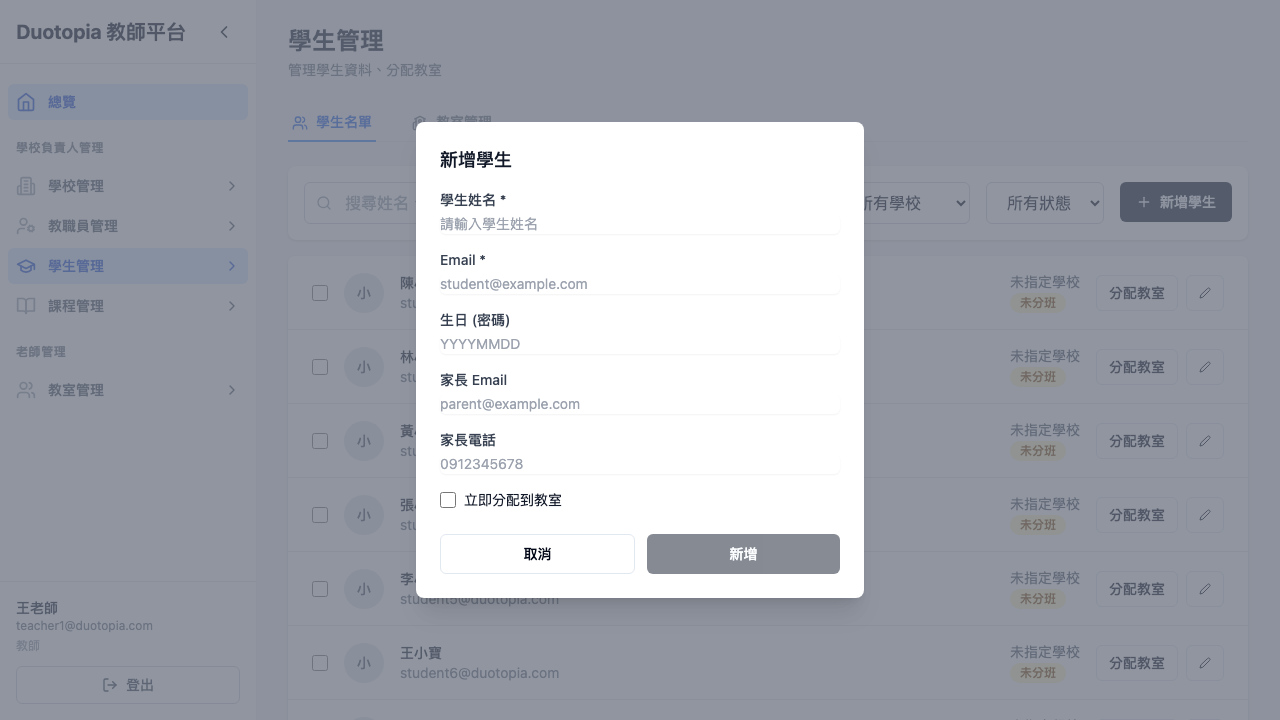 Duotopia 教師平台
總覽
學校負責人管理
學校管理
教職員管理
學生管理
課程管理
老師管理
教室管理
王老師
teacher1@duotopia.com
教師
登出
學生管理
管理學生資料、分配教室
學生名單
教室管理
搜尋姓名
所有學校
所有狀態
新增學生
新增學生
學生姓名 *
請輸入學生姓名
Email *
student@example.com
生日 (密碼)
YYYYMMDD
家長 Email
parent@example.com
家長電話
0912345678
立即分配到教室
取消
新增
小
陳
未指定學校
未分班
分配教室
小
林
未指定學校
未分班
分配教室
小
黃
未指定學校
未分班
分配教室
小
張
未指定學校
未分班
分配教室
小
李
student5@duotopia.com
未指定學校
未分班
分配教室
小
王小寶
student6@duotopia.com
未指定學校
未分班
分配教室